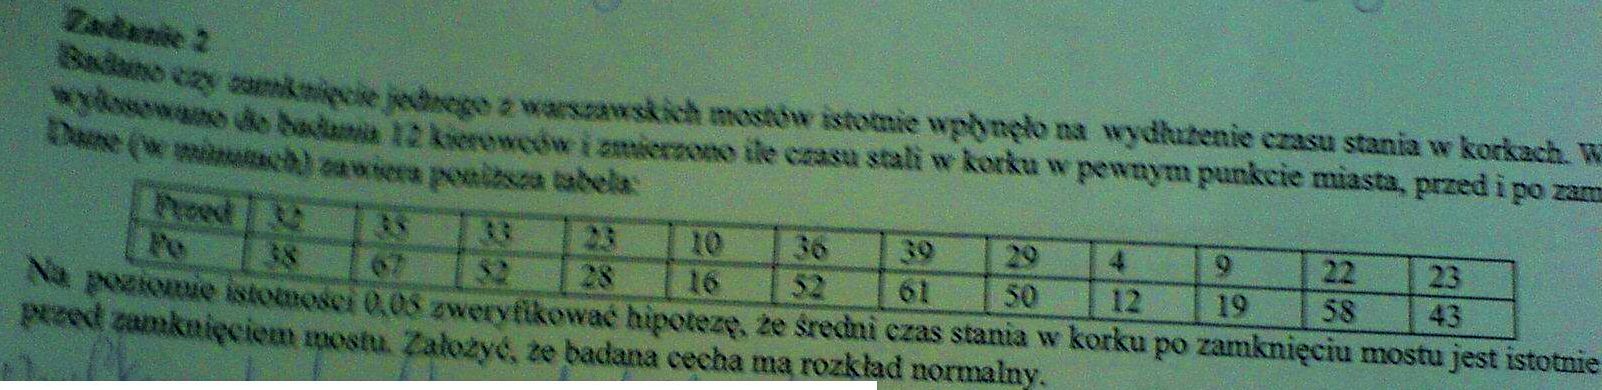 Zadanie 2
Badano czy zamknięcie jednego z warszawskich mostów istotnie wpłynęło na wydłużenie czasu stania w korkach. W
wylosowano do badania 12 kierowców i zmierzono ile czasu stali w korku w pewnym punkcie miasta, przed i po zam
Dane (w minutach) zawiera poniższa tabela:
Przed 32 35 33 23 10 36 39 29 4 9 22 23
Po 38 67 52 28 16 52 61 50 12 19 58 43
Na poziomie istotności 0,05 zweryfikować hipotezę, że średni czas stania w korku po zamknięciu mostu jest istotnie
przed zamknięciem mostu. Założyć, że badana cecha ma rozkład normalny.